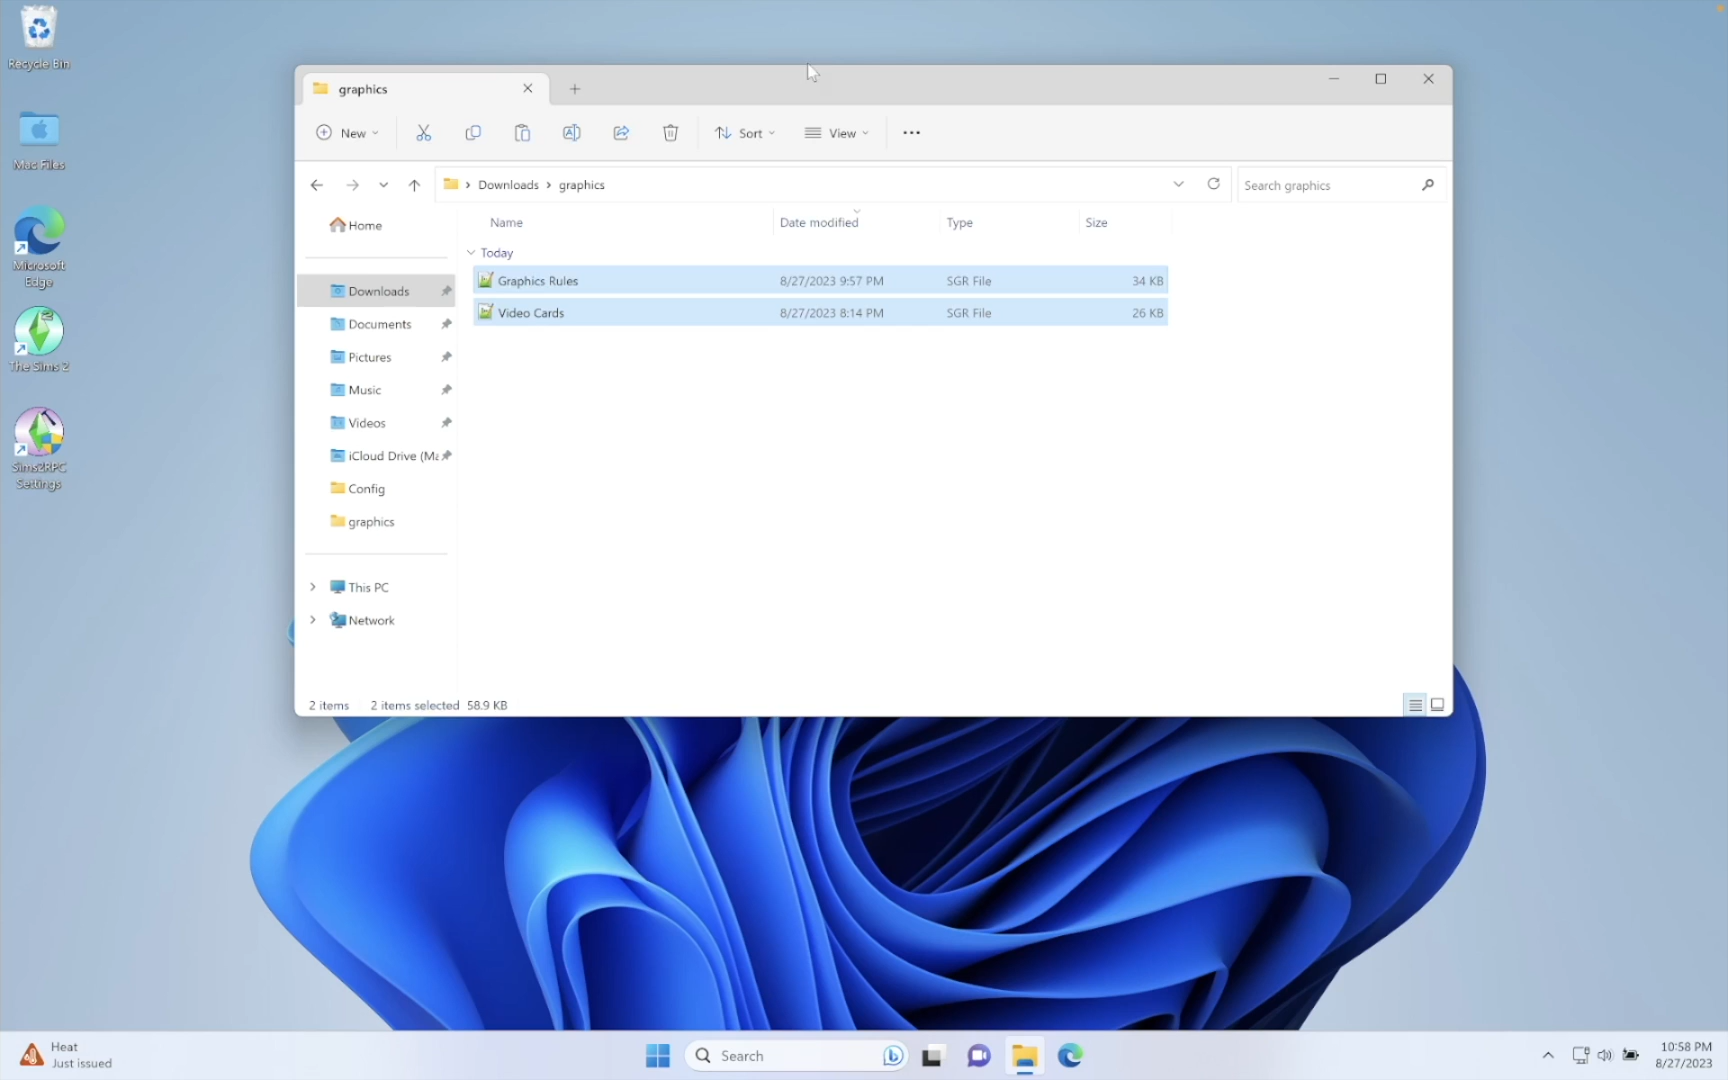 Recycle Bin
Mac Files
Microsoft
Edge
The Sims 2
Sims2RPC
Settings
graphics
New
Sort
View
Downloads
graphics
Search graphics
Name
Date modified
Type
Size
Today
Graphics Rules
8/27/2023 9:57 PM
SGR File
34 KB
Video Cards
8/27/2023 8:14 PM
SGR File
26 KB
Home
Downloads
Documents
Pictures
Music
Videos
iCloud Drive (Ma
Config
graphics
This PC
Network
2 items
2 items selected 58.9 KB
Heat
Just issued
Search
10:58 PM
8/27/2023